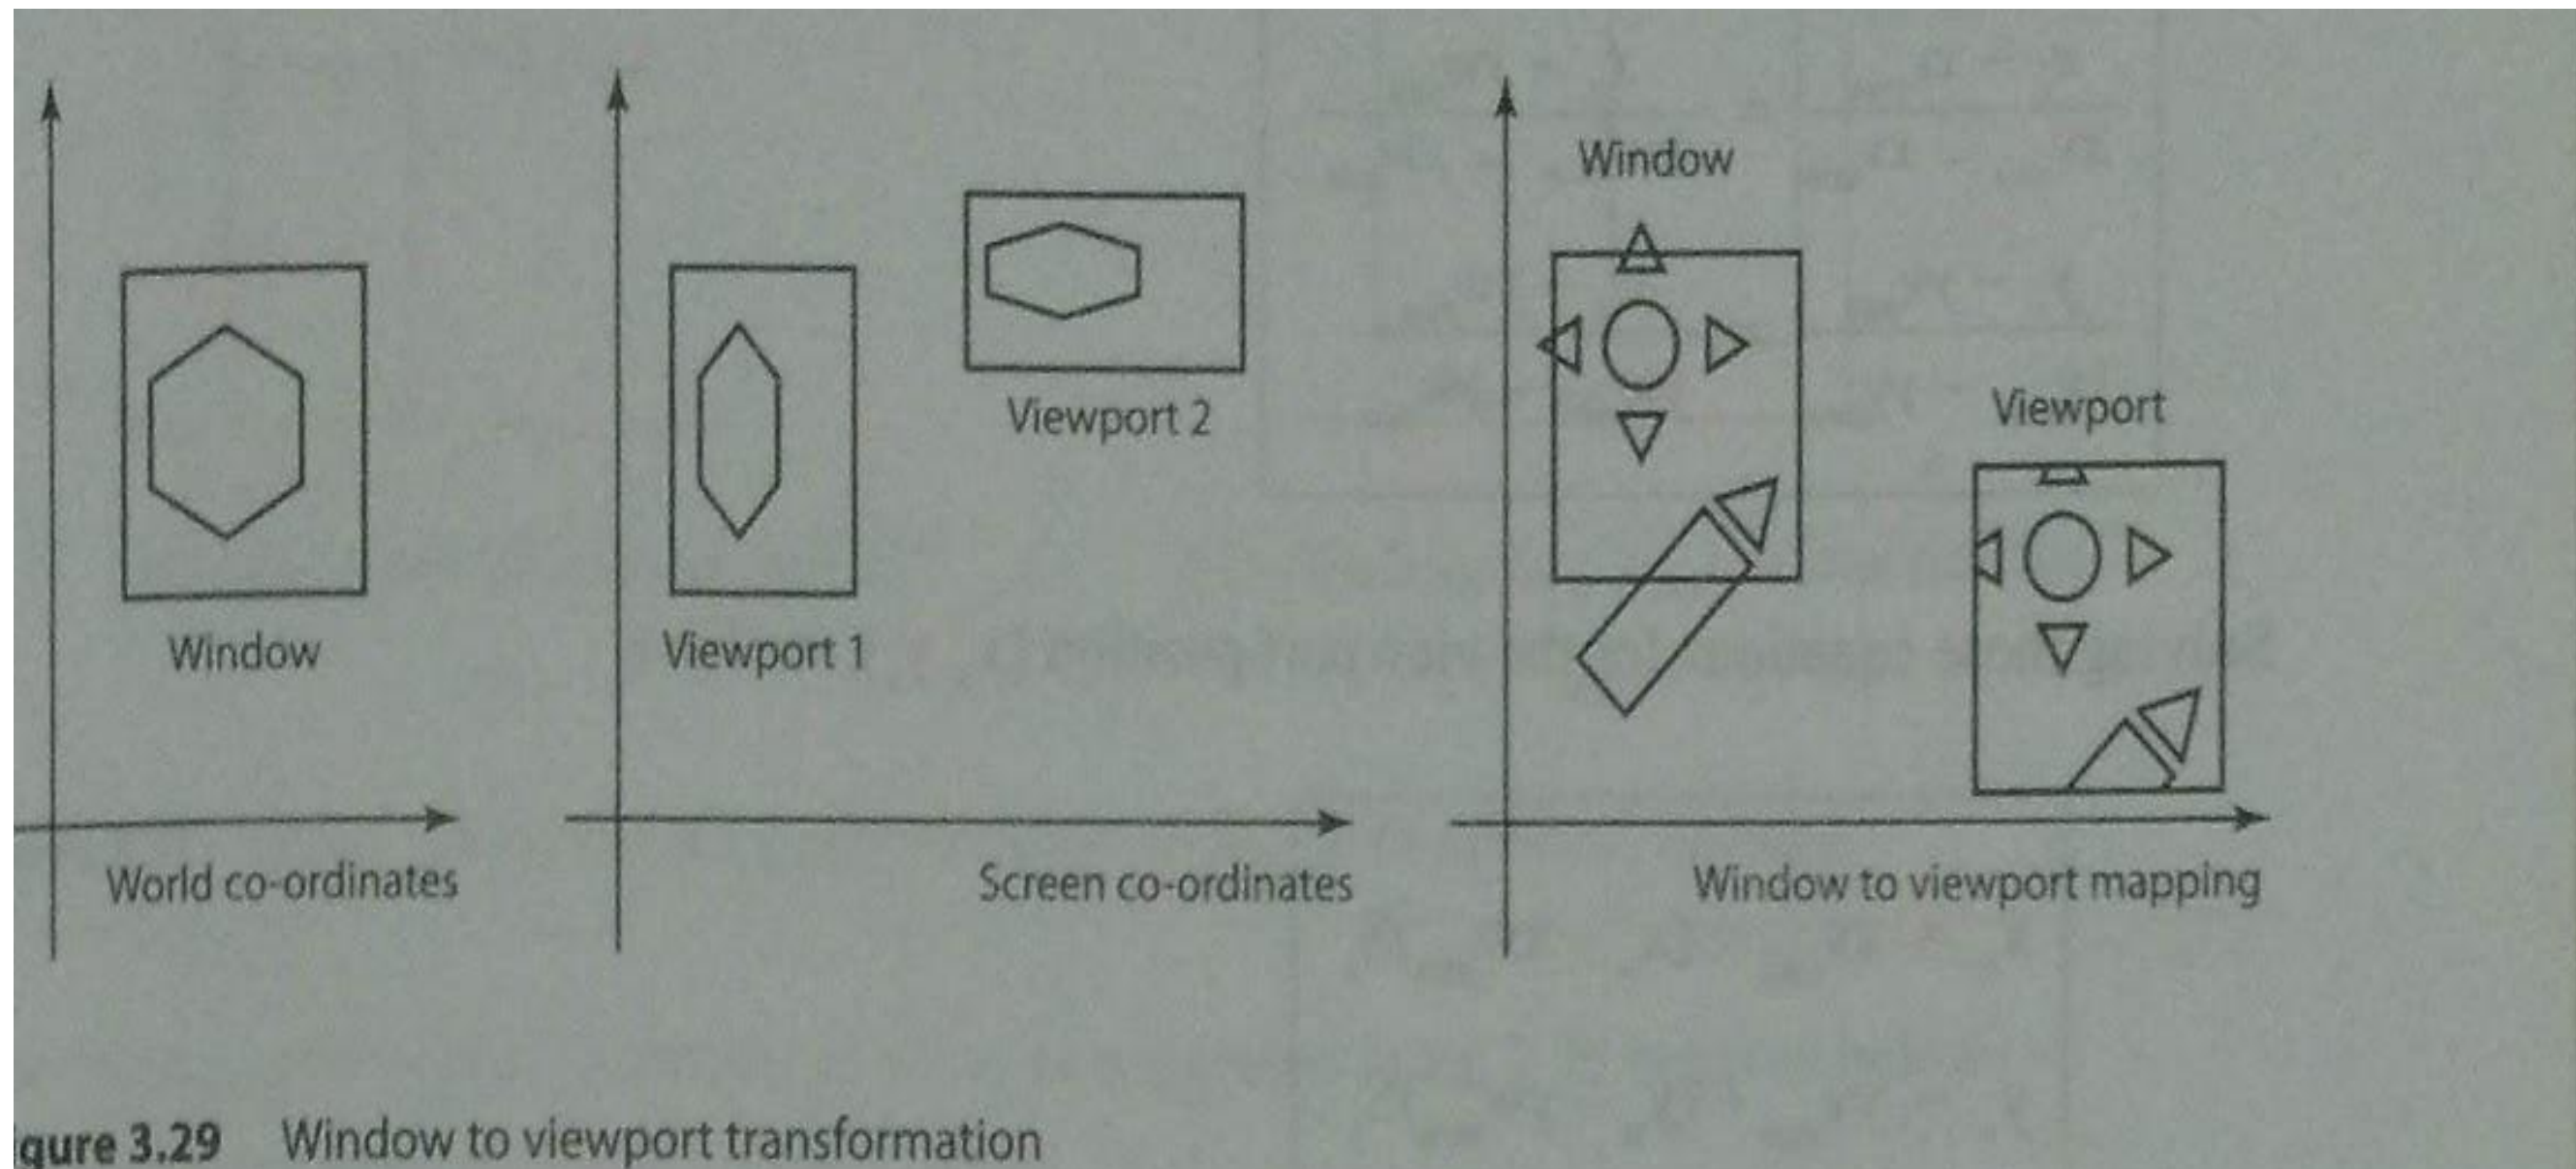 Window
Viewport 1
Viewport 2
Window
Viewport
World co-ordinates
Screen co-ordinates
Window to viewport mapping
igure 3.29 Window to viewport transformation